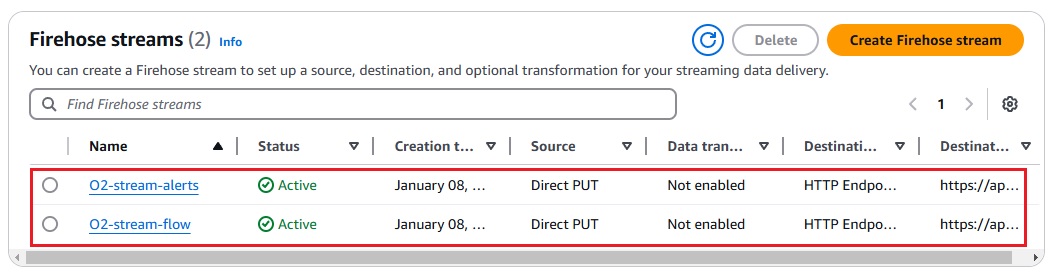 Firehose streams (2) Info
Delete
Create Firehose stream
You can create a Firehose stream to set up a source, destination, and optional transformation for your streaming data delivery.
Find Firehose streams
1
Name Status Creation t... Source Data tran... Destinati... Destinat...
O2-stream-alerts Active January 08, ... Direct PUT Not enabled HTTP Endpo... https://ap...
O2-stream-flow Active January 08, ... Direct PUT Not enabled HTTP Endpo... https://ap...